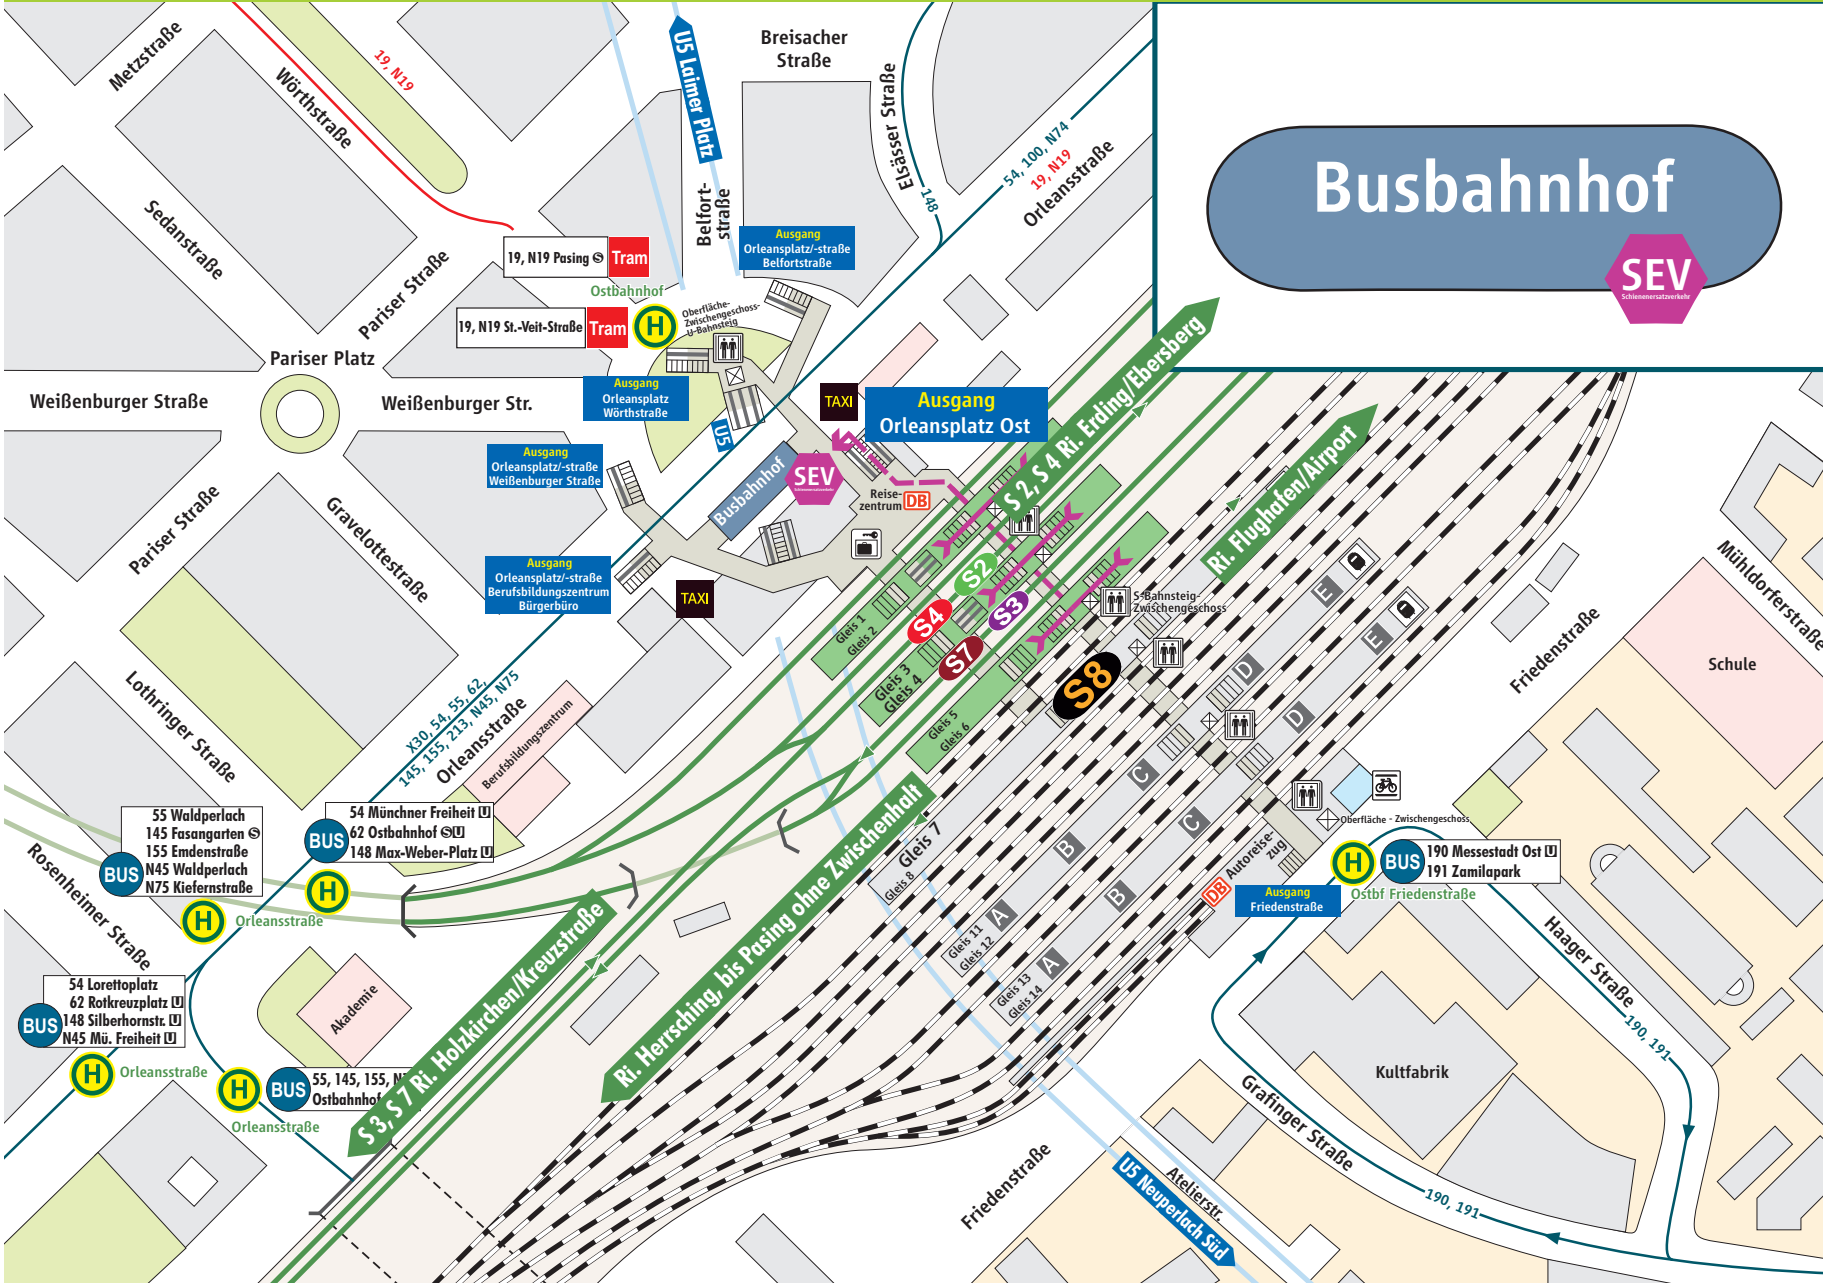 Metzstraße
Wörthstraße
19, N19
U5 Laimer Platz
Breisacher
Straße
Elsässer Straße
148
54, 100, N74
19, N19
Orleansstraße
Busbahnhof
SEV
Schienenersatzverkehr
Sedanstraße
Pariser Straße
Belfort-
straße
Ausgang
Orleansplatz/-straße
Belfortstraße
19, N19 Pasing S
Tram
Ostbahnhof
19, N19 St.-Veit-Straße
Tram
H
Oberfläche-
Zwischengeschoss-
U-Bahnsteig
Pariser Platz
Weißenburger Straße
Weißenburger Str.
Ausgang
Orleansplatz
Wörthstraße
U5
TAXI
Ausgang
Orleansplatz Ost
S 2, S 4 Ri. Erding/Ebersberg
Ri. Flughafen/Airport
Ausgang
Orleansplatz/-straße
Weißenburger Straße
Busbahnhof
SEV
Reise-
zentrum
DB
Pariser Straße
Gravelottestraße
Ausgang
Orleansplatz/-straße
Berufsbildungszentrum
Bürgerbüro
TAXI
Gleis 1
Gleis 2
S4
S2
S3
S7
S8
Gleis 3
Gleis 4
Gleis 5
Gleis 6
S-Bahnsteig-
Zwischengeschoss
E
E
D
D
C
C
B
B
A
A
Friedenstraße
Mühldorferstraße
Schule
Lothringer Straße
X30, 54, 55, 62,
145, 155, 213, N45, N75
Orleansstraße
Berufsbildungszentrum
55 Waldperlach
145 Fasangarten S
155 Emdenstraße
N45 Waldperlach
N75 Kiefernstraße
BUS
H
Orleansstraße
BUS
54 Münchner Freiheit U
62 Ostbahnhof S U
148 Max-Weber-Platz U
H
Rosenheimer Straße
Gleis 7
Gleis 8
Gleis 11
Gleis 12
Gleis 13
Gleis 14
DB
Autoreise-
zug
Oberfläche - Zwischengeschoss
Ausgang
Friedenstraße
H
BUS
190 Messestadt Ost U
191 Zamilapark
Ostbf Friedenstraße
Haager Straße
190, 191
54 Lorettoplatz
62 Rotkreuzplatz U
148 Silberhornstr. U
N45 Mü. Freiheit U
BUS
H
Orleansstraße
Akademie
H
BUS
55, 145, 155, N
Ostbahnhof
Orleansstraße
S 3, S 7 Ri. Holzkirchen/Kreuzstraße
Ri. Herrsching, bis Pasing ohne Zwischenhalt
Kultfabrik
Grafinger Straße
190, 191
Friedenstraße
Atelierstr.
U5 Neuperlach Süd